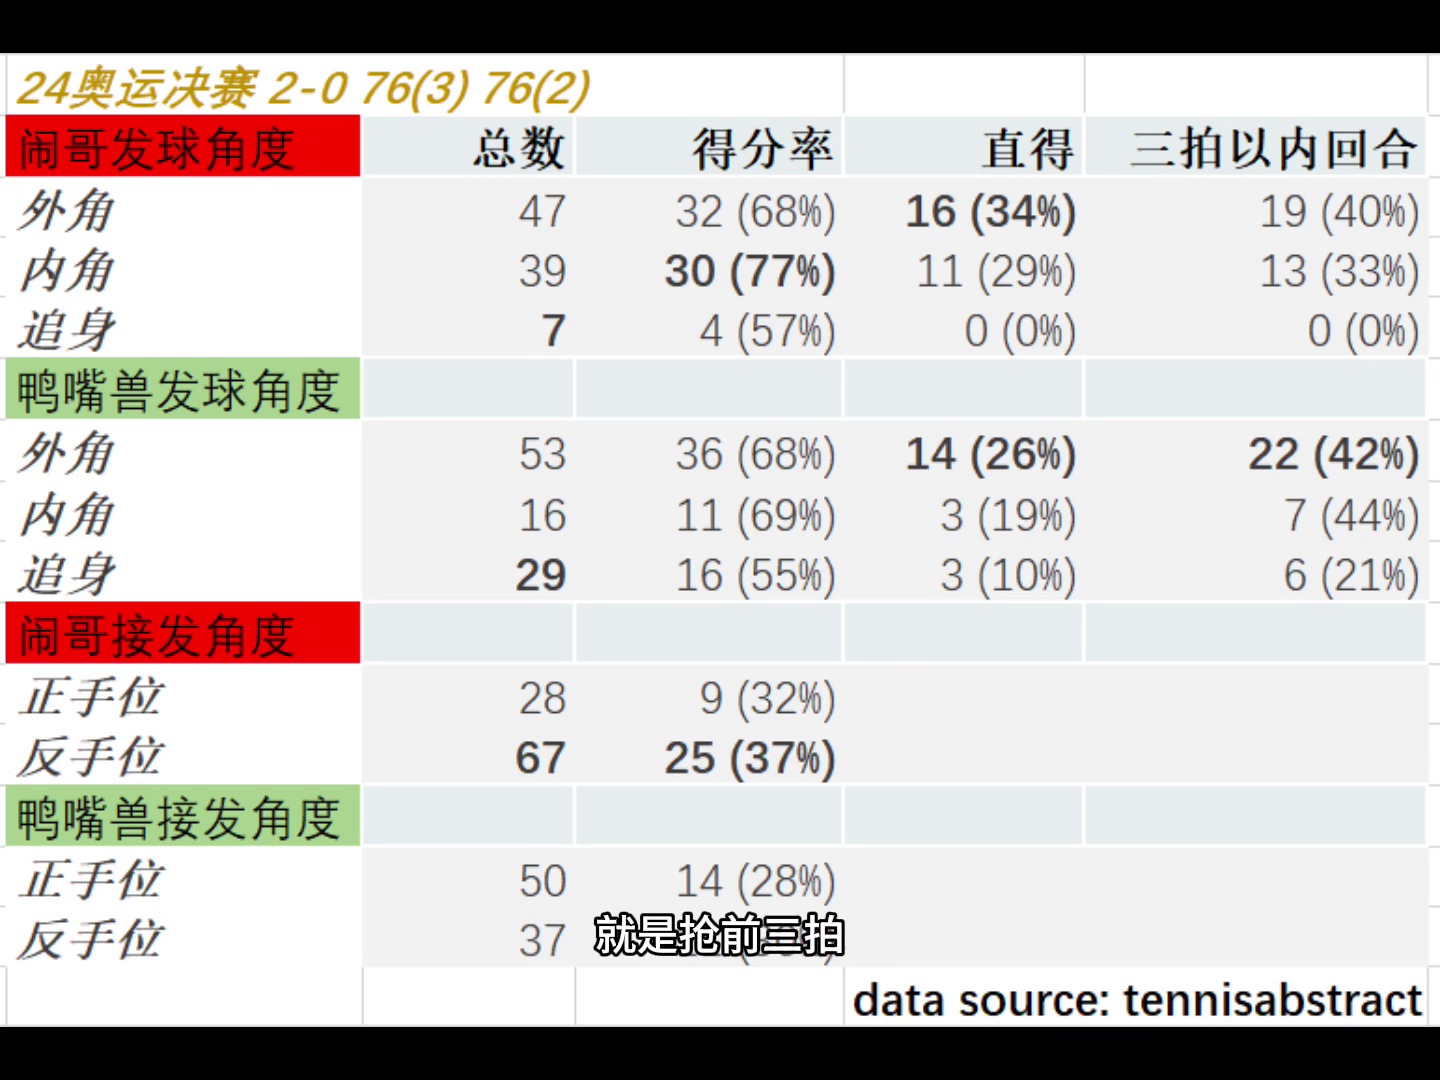 24奥运决赛 2-0 76(3) 76(2)
闹哥发球角度 总数 得分率 直得 三拍以内回合
外角 47 32 (68%) 16 (34%) 19 (40%)
内角 39 30 (77%) 11 (29%) 13 (33%)
追身 7 4 (57%) 0 (0%) 0 (0%)
鸭嘴兽发球角度
外角 53 36 (68%) 14 (26%) 22 (42%)
内角 16 11 (69%) 3 (19%) 7 (44%)
追身 29 16 (55%) 3 (10%) 6 (21%)
闹哥接发角度
正手位 28 9 (32%)
反手位 67 25 (37%)
鸭嘴兽接发角度
正手位 50 14 (28%)
反手位 37
就是抢前三拍
data source: tennisabstract